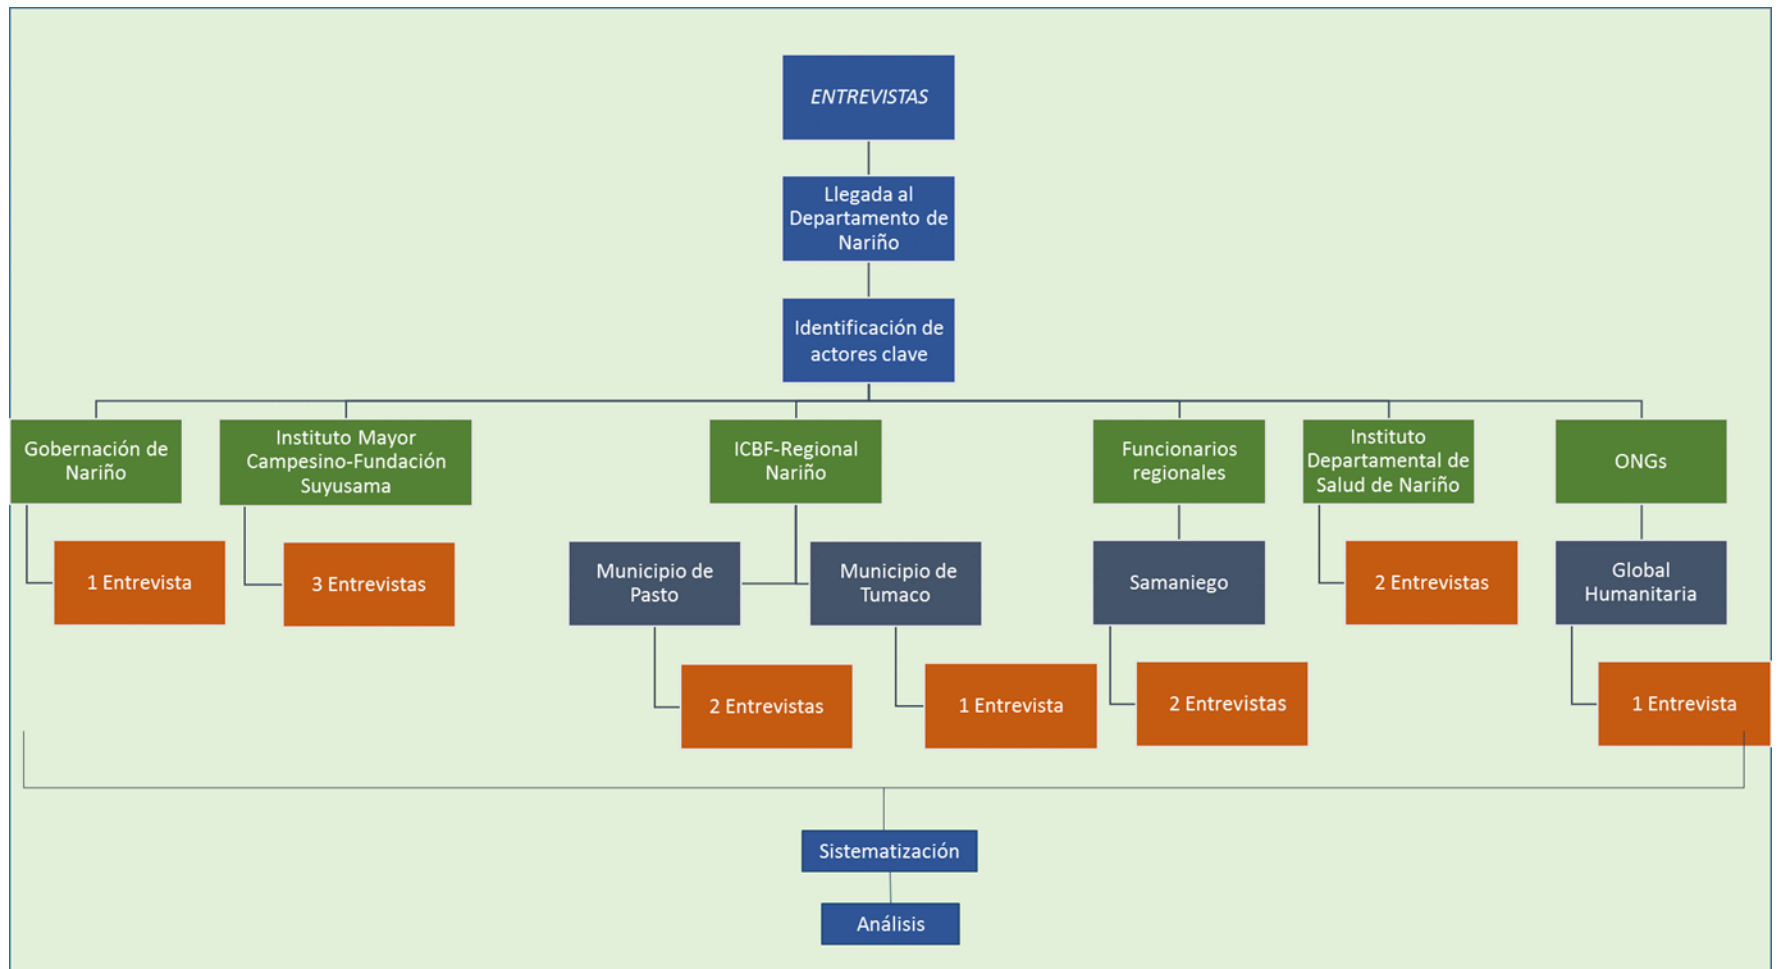 ENTREVISTAS
Llegada al
Departamento de
Nariño
Identificación de
actores clave
Gobernación de
Nariño
Instituto Mayor
Campesino-Fundación
Suyusama
ICBF-Regional
Nariño
Funcionarios
regionales
Instituto
Departamental de
Salud de Nariño
ONGs
1 Entrevista
3 Entrevistas
Municipio de
Pasto
Municipio de
Tumaco
Samaniego
2 Entrevistas
Global
Humanitaria
2 Entrevistas
1 Entrevista
2 Entrevistas
1 Entrevista
Sistematización
Análisis